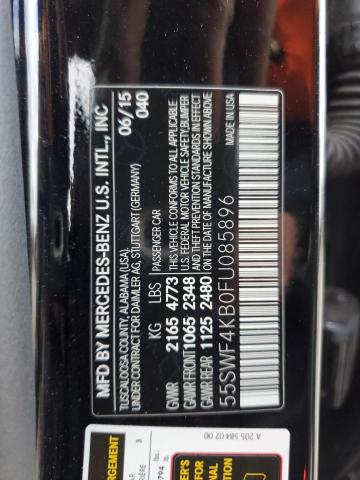 MFD BY MERCEDES-BENZ U.S. INTL., INC
TUSCALOOSA COUNTY, ALABAMA (USA) 06/15
UNDER CONTRACT FOR DAIMLER AG, STUTTGART (GERMANY) 040
KG LBS PASSENGER CAR
GVWR 2165 4773 THIS VEHICLE CONFORMS TO ALL APPLICABLE
GAWR FRONT 1065 2348 U.S. FEDERAL MOTOR VEHICLE SAFETY, BUMPER
AND THEFT PREVENTION STANDARDS IN EFFECT
GAWR REAR 1125 2480 ON THE DATE OF MANUFACTURE SHOWN ABOVE
55SWF4KB0FU085896 MADE IN USA
A 205 584 02 00
ARGEMENT
3
794